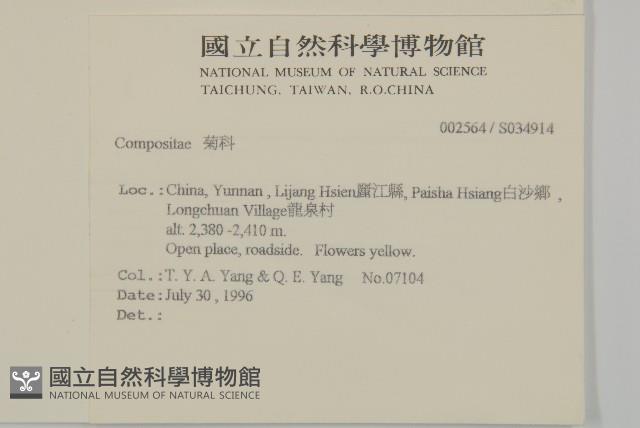 國立自然科學博物館
NATIONAL MUSEUM OF NATURAL SCIENCE
TAICHUNG, TAIWAN, R.O.CHINA
002564 / S034914
Compositae 菊科
Loc.:China, Yunnan , Lijang Hsien麗江縣, Paisha Hsiang白沙鄉 ,
Longchuan Village龍泉村
alt. 2,380 -2,410 m.
Open place, roadside. Flowers yellow.
Col.:T. Y. A. Yang & Q. E. Yang No.07104
Date:July 30 , 1996
Det.:
國立自然科學博物館
NATIONAL MUSEUM OF NATURAL SCIENCE